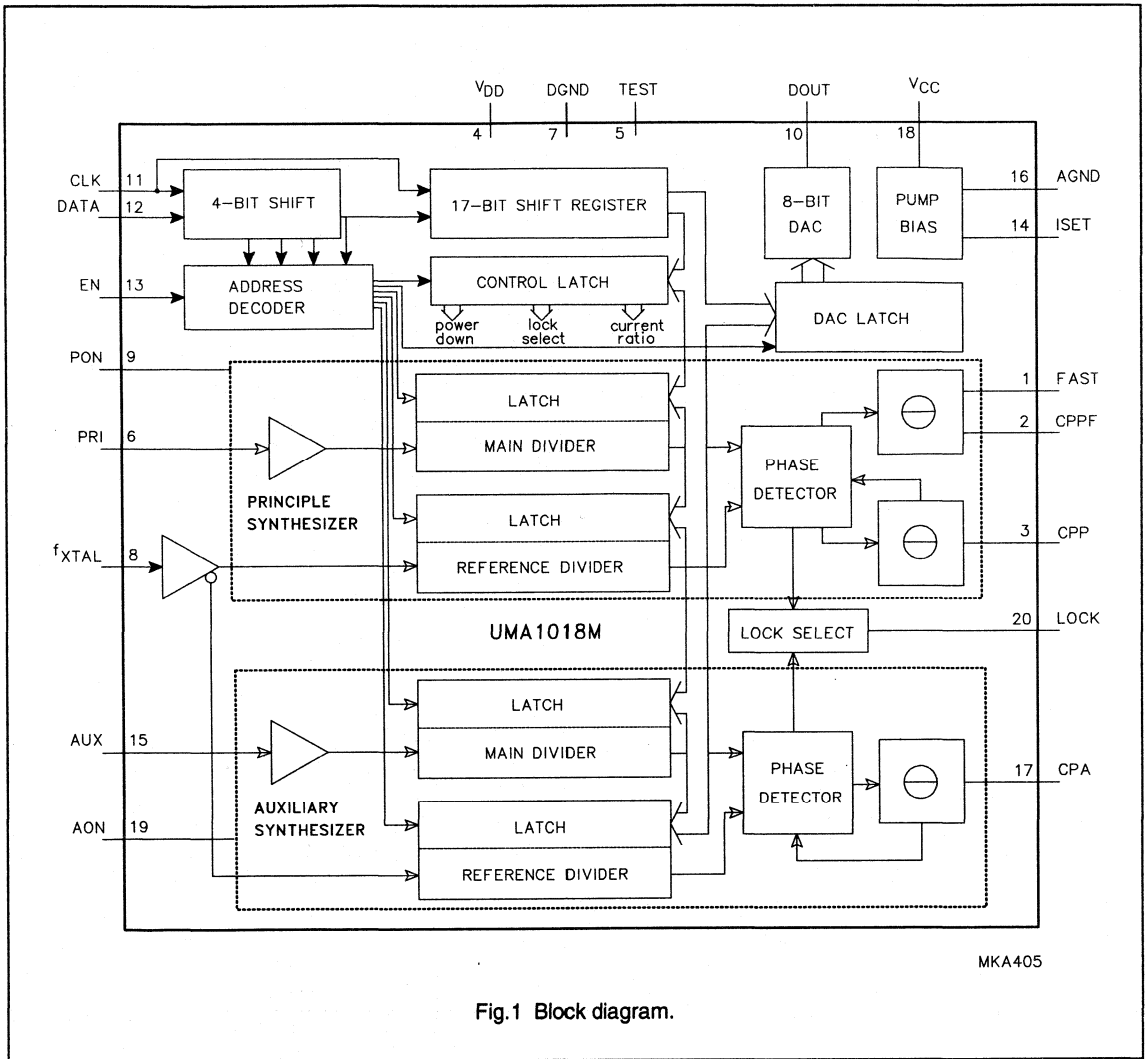 VDD DGND TEST DOUT VCC
4 7 5 10 18
CLK 11
DATA 12
4-BIT SHIFT
17-BIT SHIFT REGISTER
8-BIT
DAC
PUMP
BIAS
16 AGND
14 ISET
EN 13
ADDRESS
DECODER
CONTROL LATCH
power
down
lock
select
current
ratio
DAC LATCH
PON 9
PRI 6
LATCH
MAIN DIVIDER
PRINCIPLE
SYNTHESIZER
LATCH
REFERENCE DIVIDER
PHASE
DETECTOR
1 FAST
2 CPPF
3 CPP
fXTAL 8
UMA1018M
LOCK SELECT
20 LOCK
AUX 15
LATCH
MAIN DIVIDER
AUXILIARY
SYNTHESIZER
AON 19
LATCH
REFERENCE DIVIDER
PHASE
DETECTOR
17 CPA
MKA405
Fig.1 Block diagram.